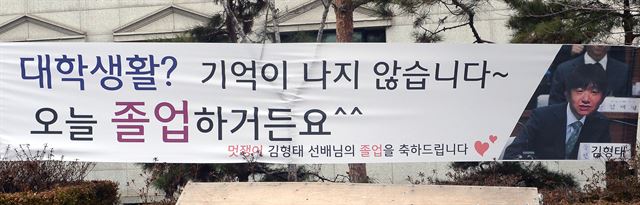 대학생활? 기억이 나지 않습니다~
오늘 졸업하거든요^^
멋쟁이 김형태 선배님의 졸업을 축하드립니다
김형태